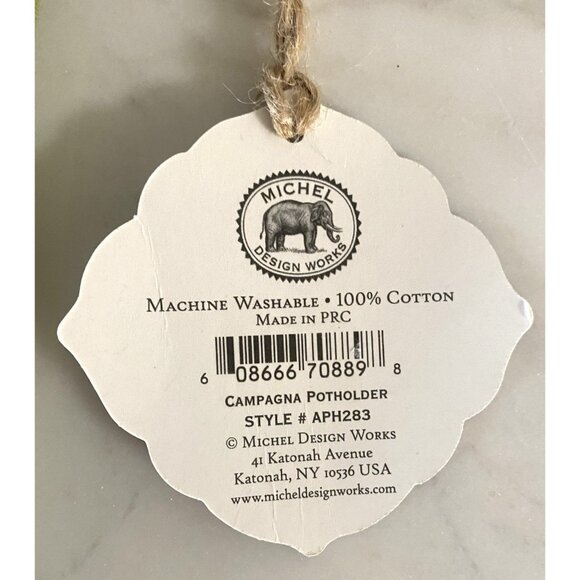 MICHEL
DESIGN WORKS
MACHINE WASHABLE • 100% COTTON
MADE IN PRC
6 08666 70889 8
CAMPAGNA POTHOLDER
STYLE # APH283
© MICHEL DESIGN WORKS
41 KATONAH AVENUE
KATONAH, NY 10536 USA
www.micheldesignworks.com